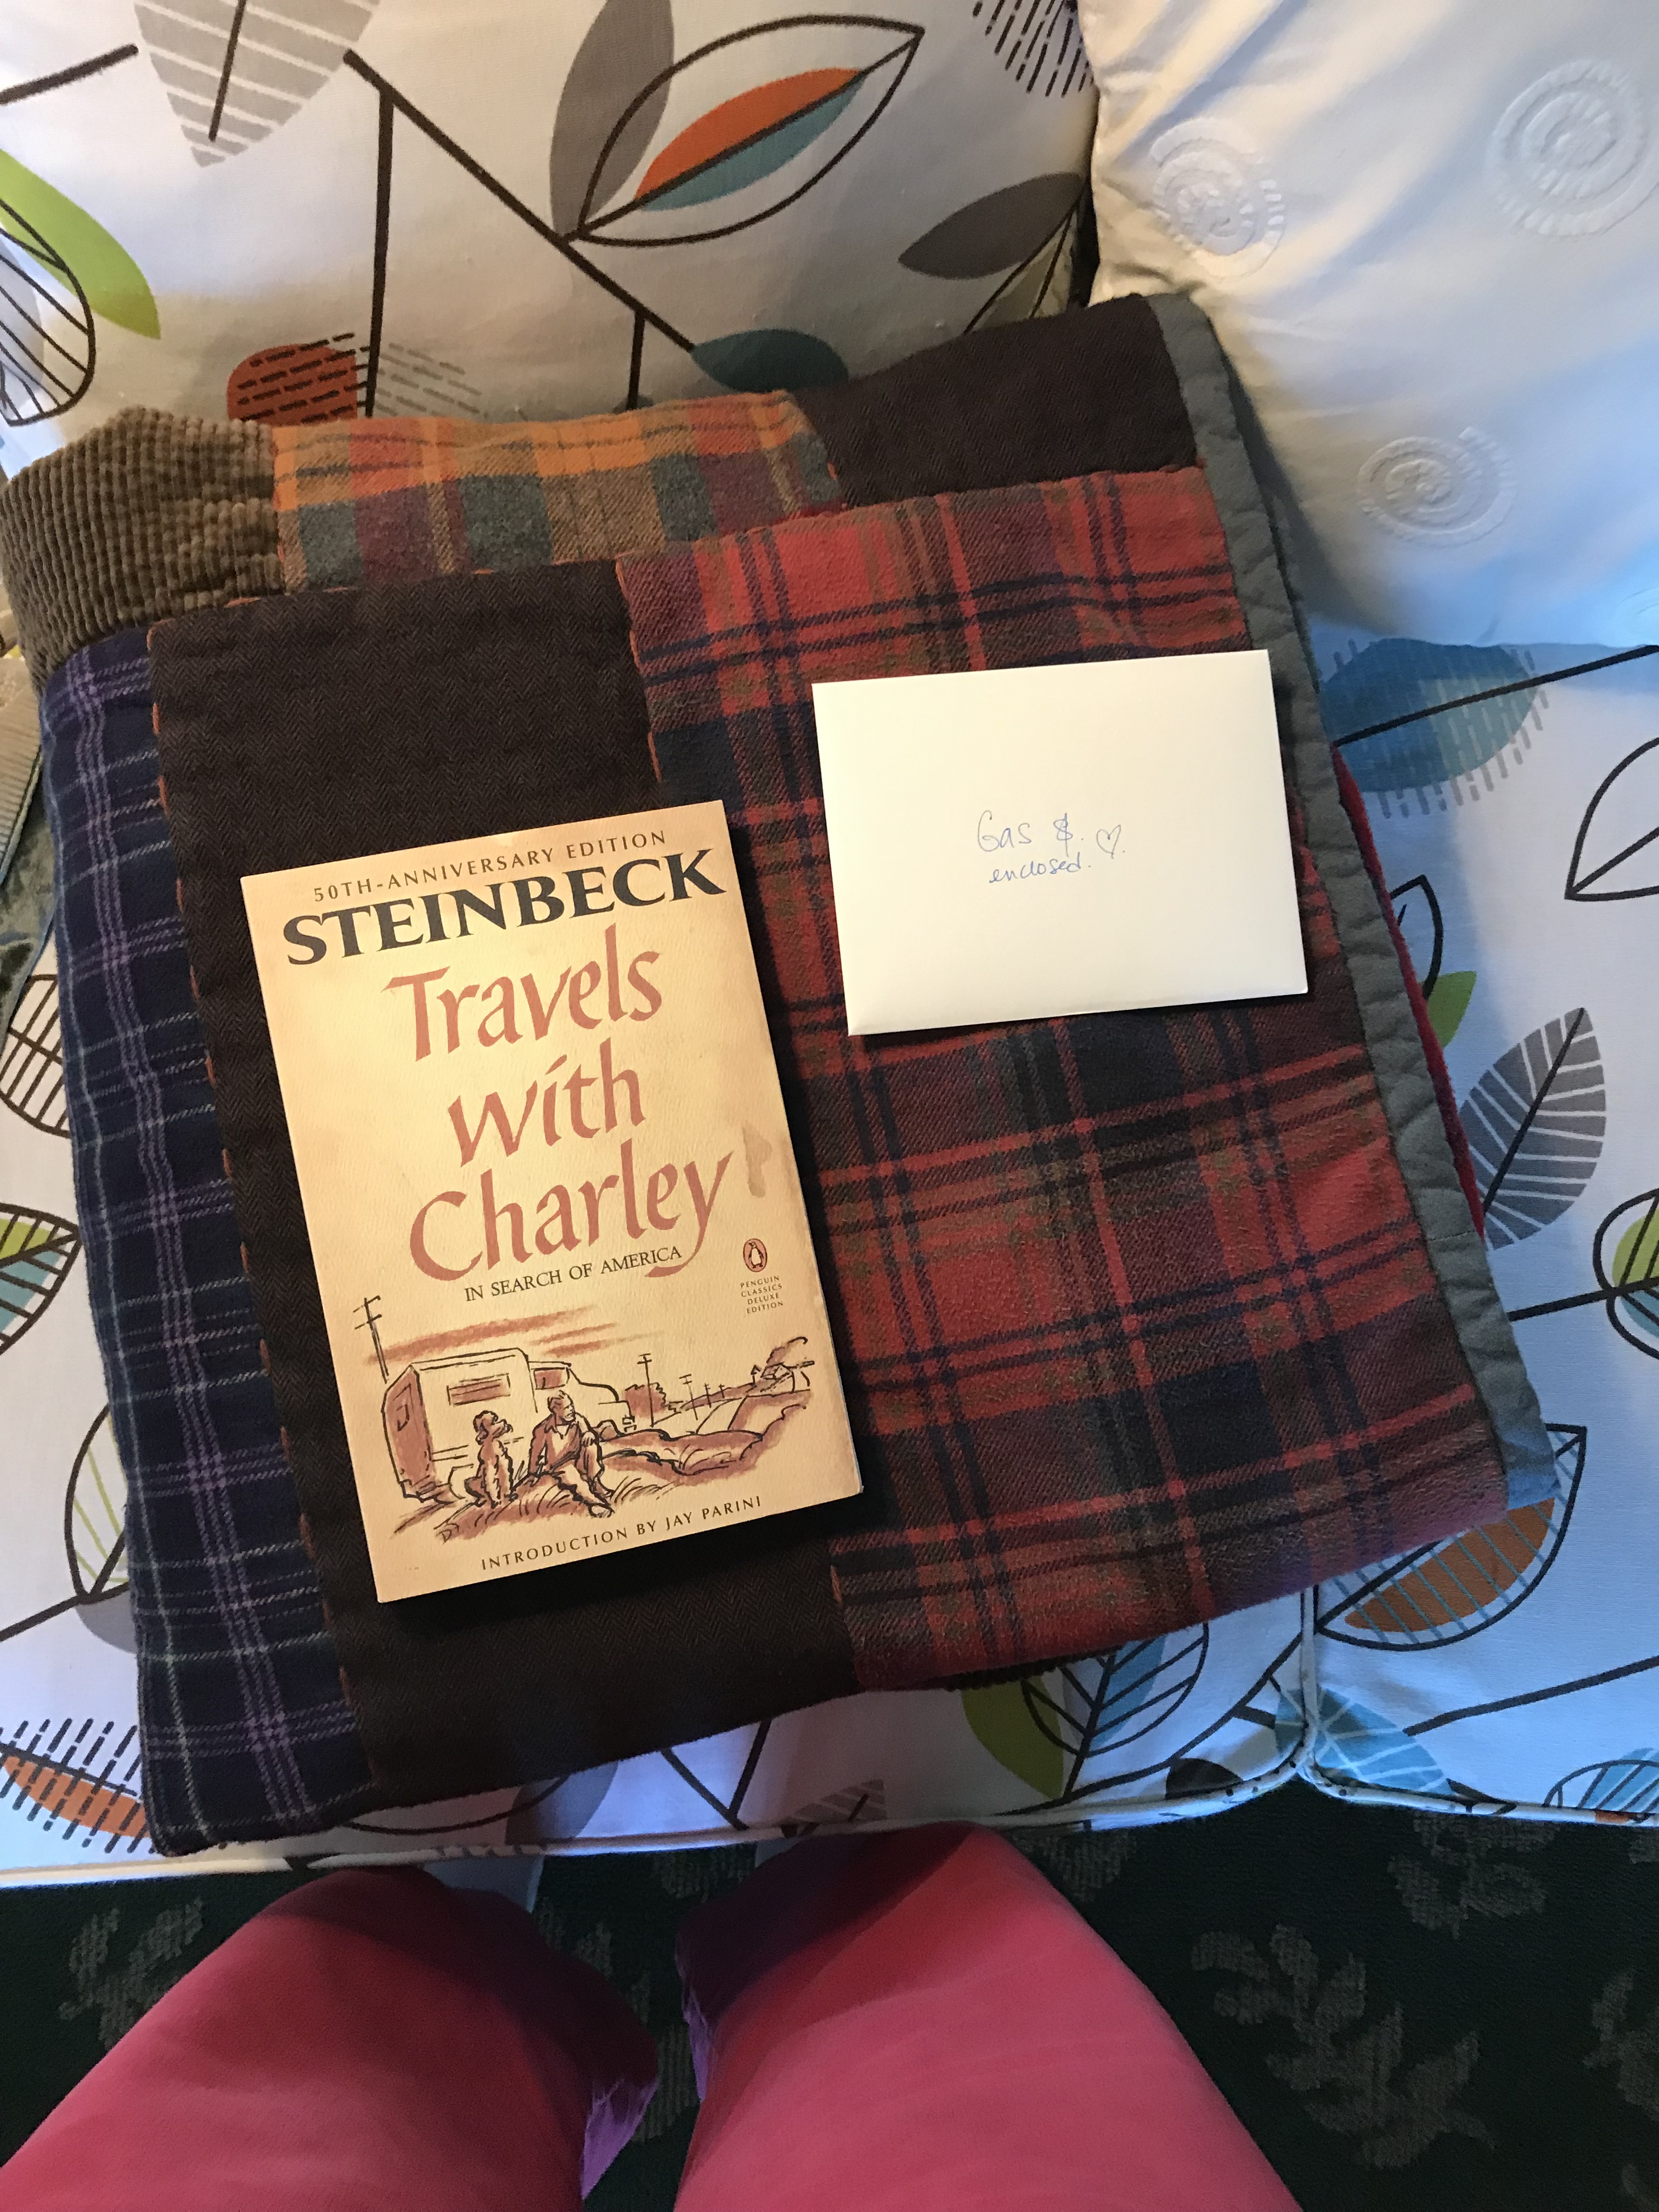 50TH-ANNIVERSARY EDITION
STEINBECK
Travels
with
Charley
IN SEARCH OF AMERICA
PENGUIN
CLASSICS
DELUXE
EDITION
INTRODUCTION BY JAY PARINI
Gas $. ♡.
enclosed.